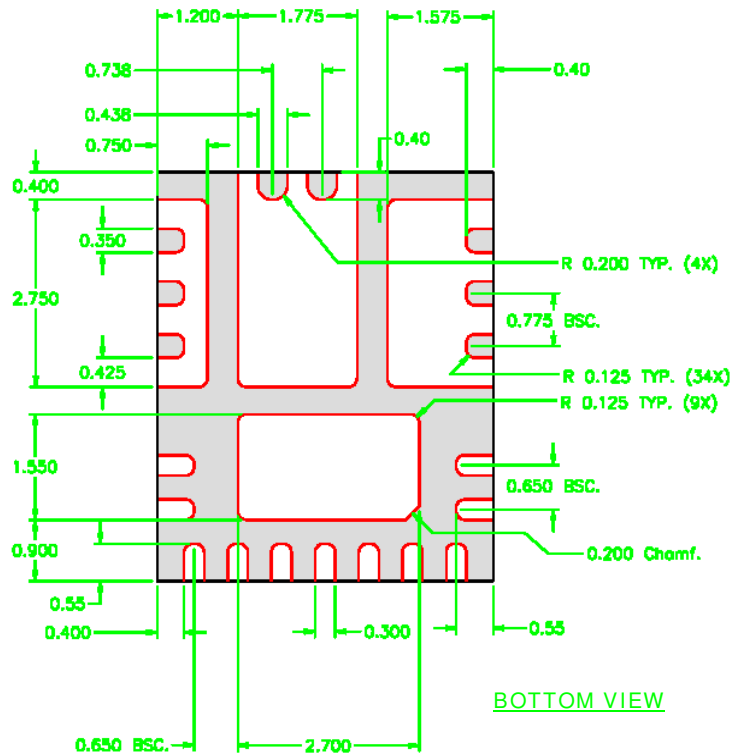 1.200 1.775 1.575
0.738 0.40
0.438
0.750 0.40
0.400
0.350
R 0.200 TYP. (4X)
2.750
0.775 BSC.
0.425
R 0.125 TYP. (34X)
R 0.125 TYP. (9X)
1.550
0.650 BSC.
0.900
0.200 Chamf.
0.55
0.400 0.300 0.55
BOTTOM VIEW
0.650 BSC. 2.700